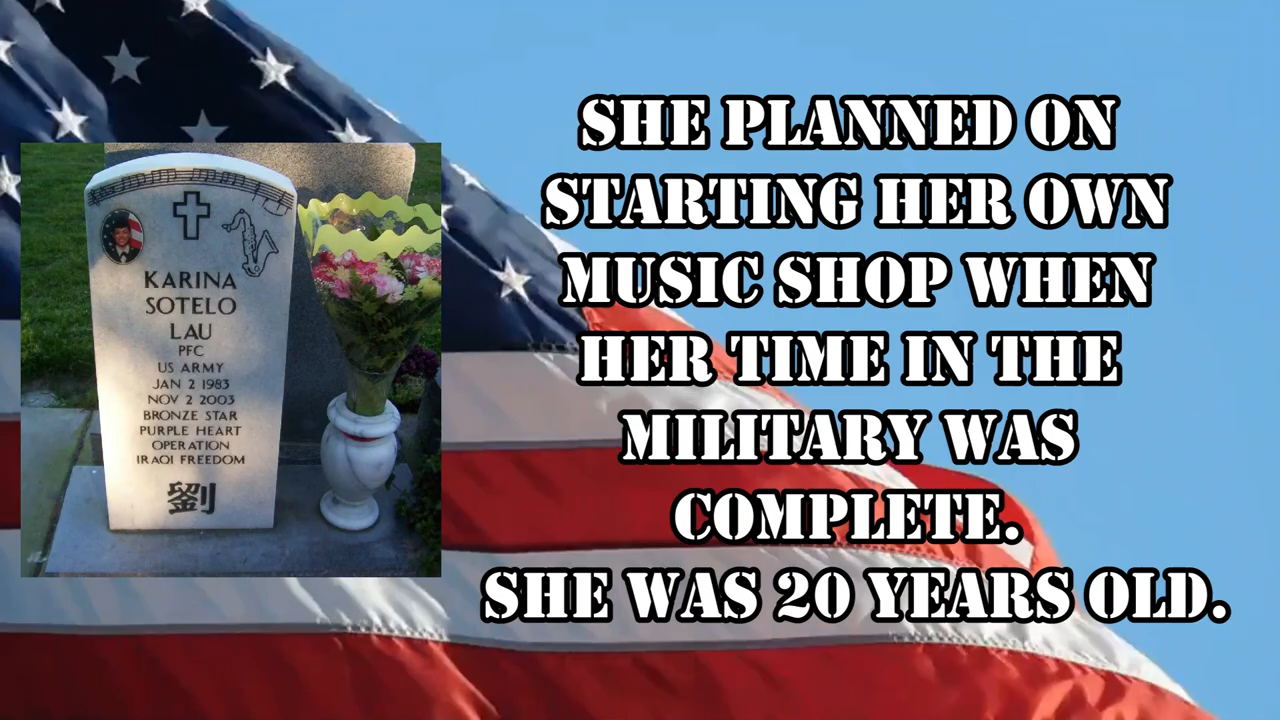 KARINA
SOTELO
LAU
PFC
US ARMY
JAN 2 1983
NOV 2 2003
BRONZE STAR
PURPLE HEART
OPERATION
IRAQI FREEDOM
劉
SHE PLANNED ON
STARTING HER OWN
MUSIC SHOP WHEN
HER TIME IN THE
MILITARY WAS
COMPLETE.
SHE WAS 20 YEARS OLD.